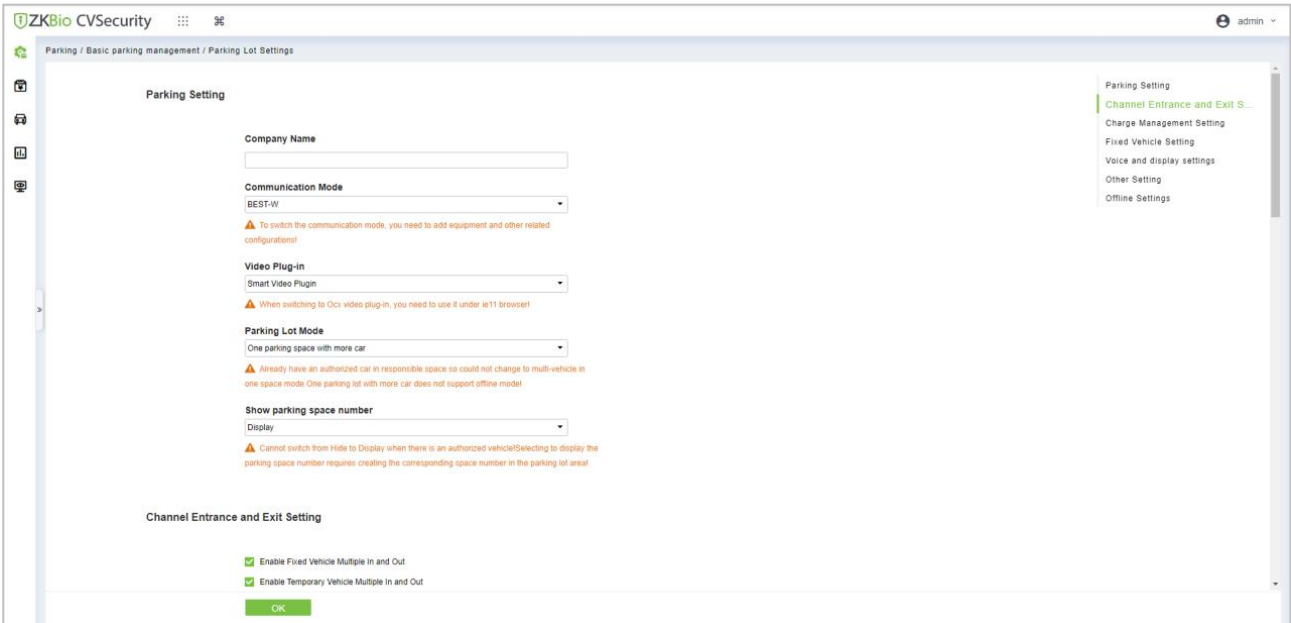 ZKBio CVSecurity
admin
Parking / Basic parking management / Parking Lot Settings
Parking Setting
Company Name
Communication Mode
BEST-W
To switch the communication mode, you need to add equipment and other related
configurations!
Video Plug-in
Smart Video Plugin
When switching to Ocx video plug-in, you need to use it under ie11 browser!
Parking Lot Mode
One parking space with more car
Already have an authorized car in responsible space so could not change to multi-vehicle in
one space mode One parking lot with more car does not support offline mode!
Show parking space number
Display
Cannot switch from Hide to Display when there is an authorized vehicle!Selecting to display the
parking space number requires creating the corresponding space number in the parking lot area!
Channel Entrance and Exit Setting
Enable Fixed Vehicle Multiple In and Out
Enable Temporary Vehicle Multiple In and Out
OK
Parking Setting
Channel Entrance and Exit S...
Charge Management Setting
Fixed Vehicle Setting
Voice and display settings
Other Setting
Offline Settings